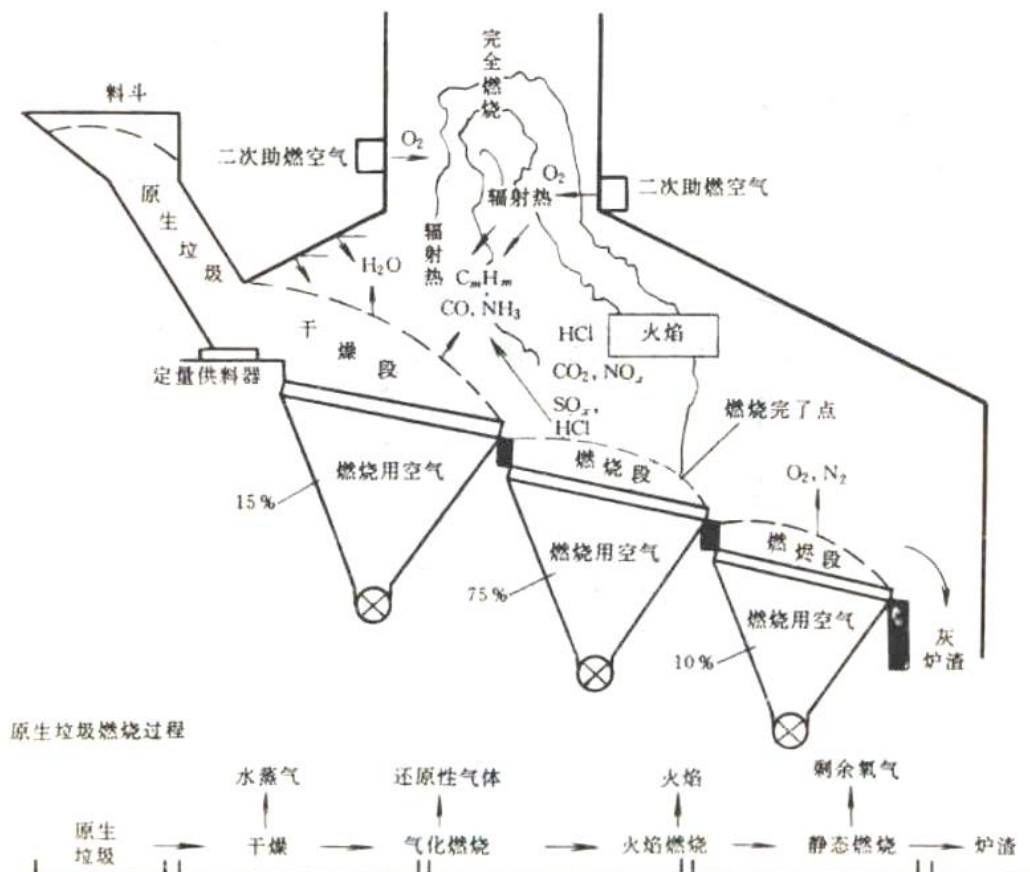 料斗
完全燃烧
二次助燃空气
O₂
O₂
二次助燃空气
原生垃圾
辐射热
辐射热
H₂O
CₘHₘ
CO, NH₃
干燥段
HCl
火焰
定量供料器
CO₂, NOₓ
SOₓ,
HCl
燃烧完了点
燃烧段
O₂, N₂
燃烧用空气
15%
燃烬段
燃烧用空气
75%
燃烧用空气
10%
灰
炉渣
原生垃圾燃烧过程
水蒸气
还原性气体
火焰
剩余氧气
原生
垃圾
干燥
气化燃烧
火焰燃烧
静态燃烧
炉渣